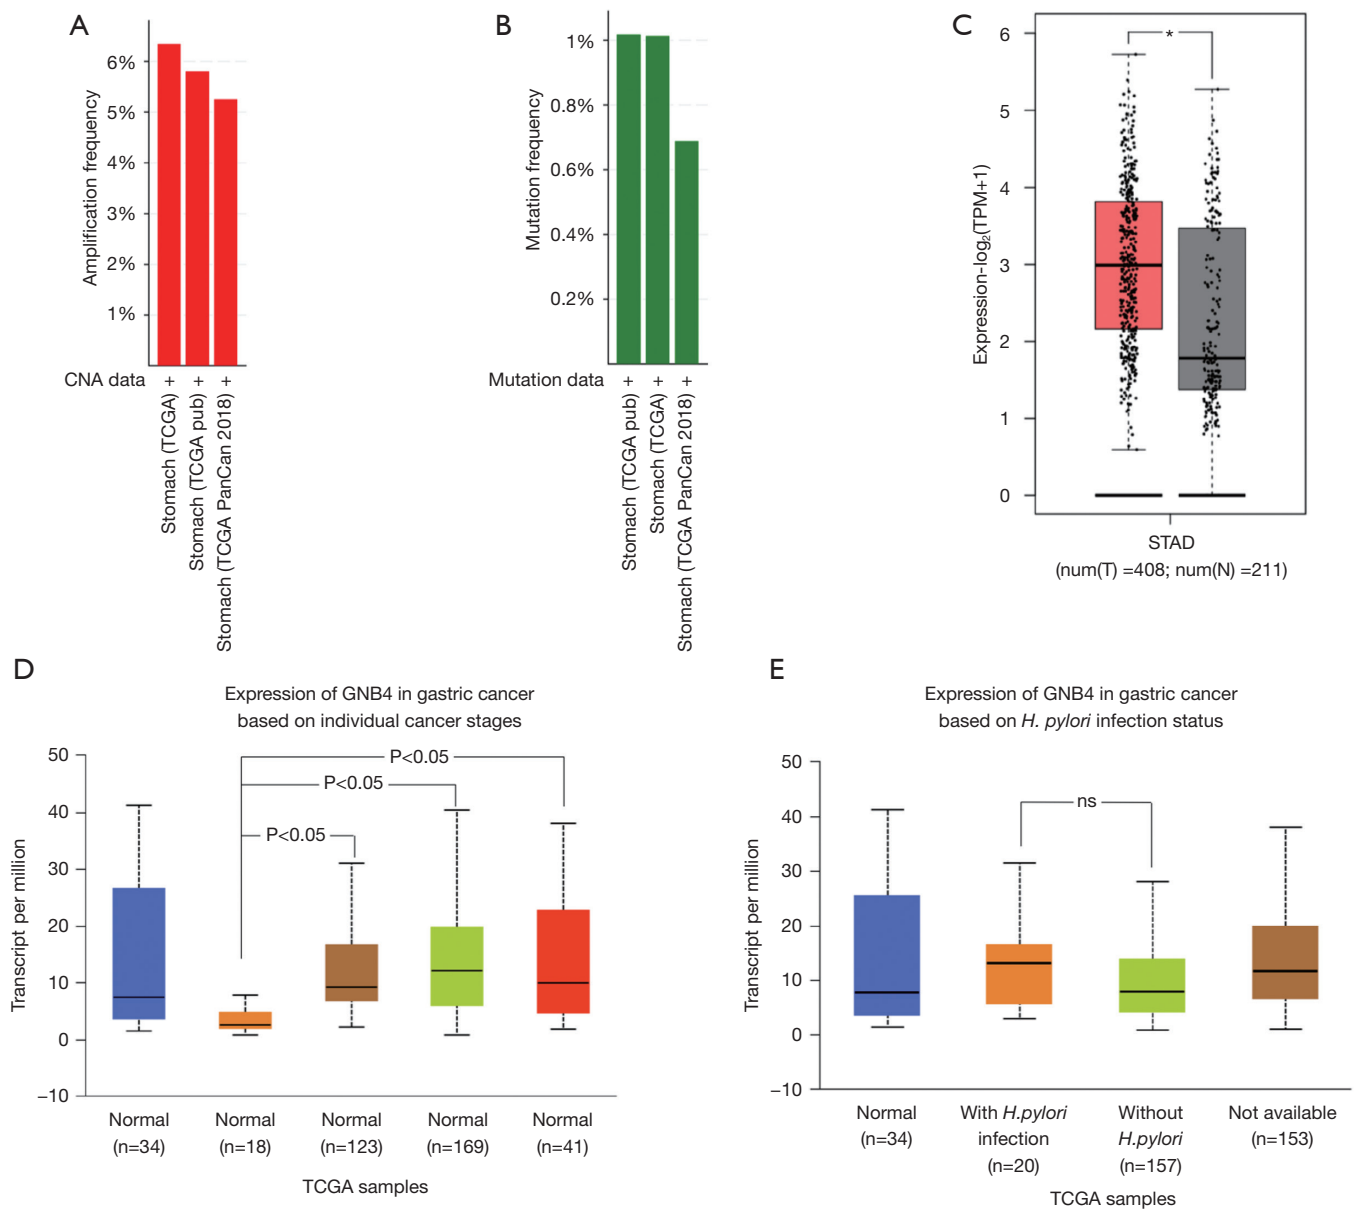 A
6%
5%
4%
3%
2%
1%
Amplification frequency
CNA data + + +
Stomach (TCGA)
Stomach (TCGA pub)
Stomach (TCGA PanCan 2018)
B
1%
0.8%
0.6%
0.4%
0.2%
Mutation frequency
Mutation data + + +
Stomach (TCGA pub)
Stomach (TCGA)
Stomach (TCGA PanCan 2018)
C
6
5
4
3
2
1
0
Expression-log₂(TPM+1)
*
STAD
(num(T) =408; num(N) =211)
D
Expression of GNB4 in gastric cancer
based on individual cancer stages
50
40
30
20
10
0
–10
Transcript per million
P<0.05
P<0.05
P<0.05
Normal Normal Normal Normal Normal
(n=34) (n=18) (n=123) (n=169) (n=41)
TCGA samples
E
Expression of GNB4 in gastric cancer
based on H. pylori infection status
50
40
30
20
10
0
–10
Transcript per million
ns
Normal With H.pylori Without Not available
(n=34) infection H.pylori (n=153)
(n=20) (n=157)
TCGA samples